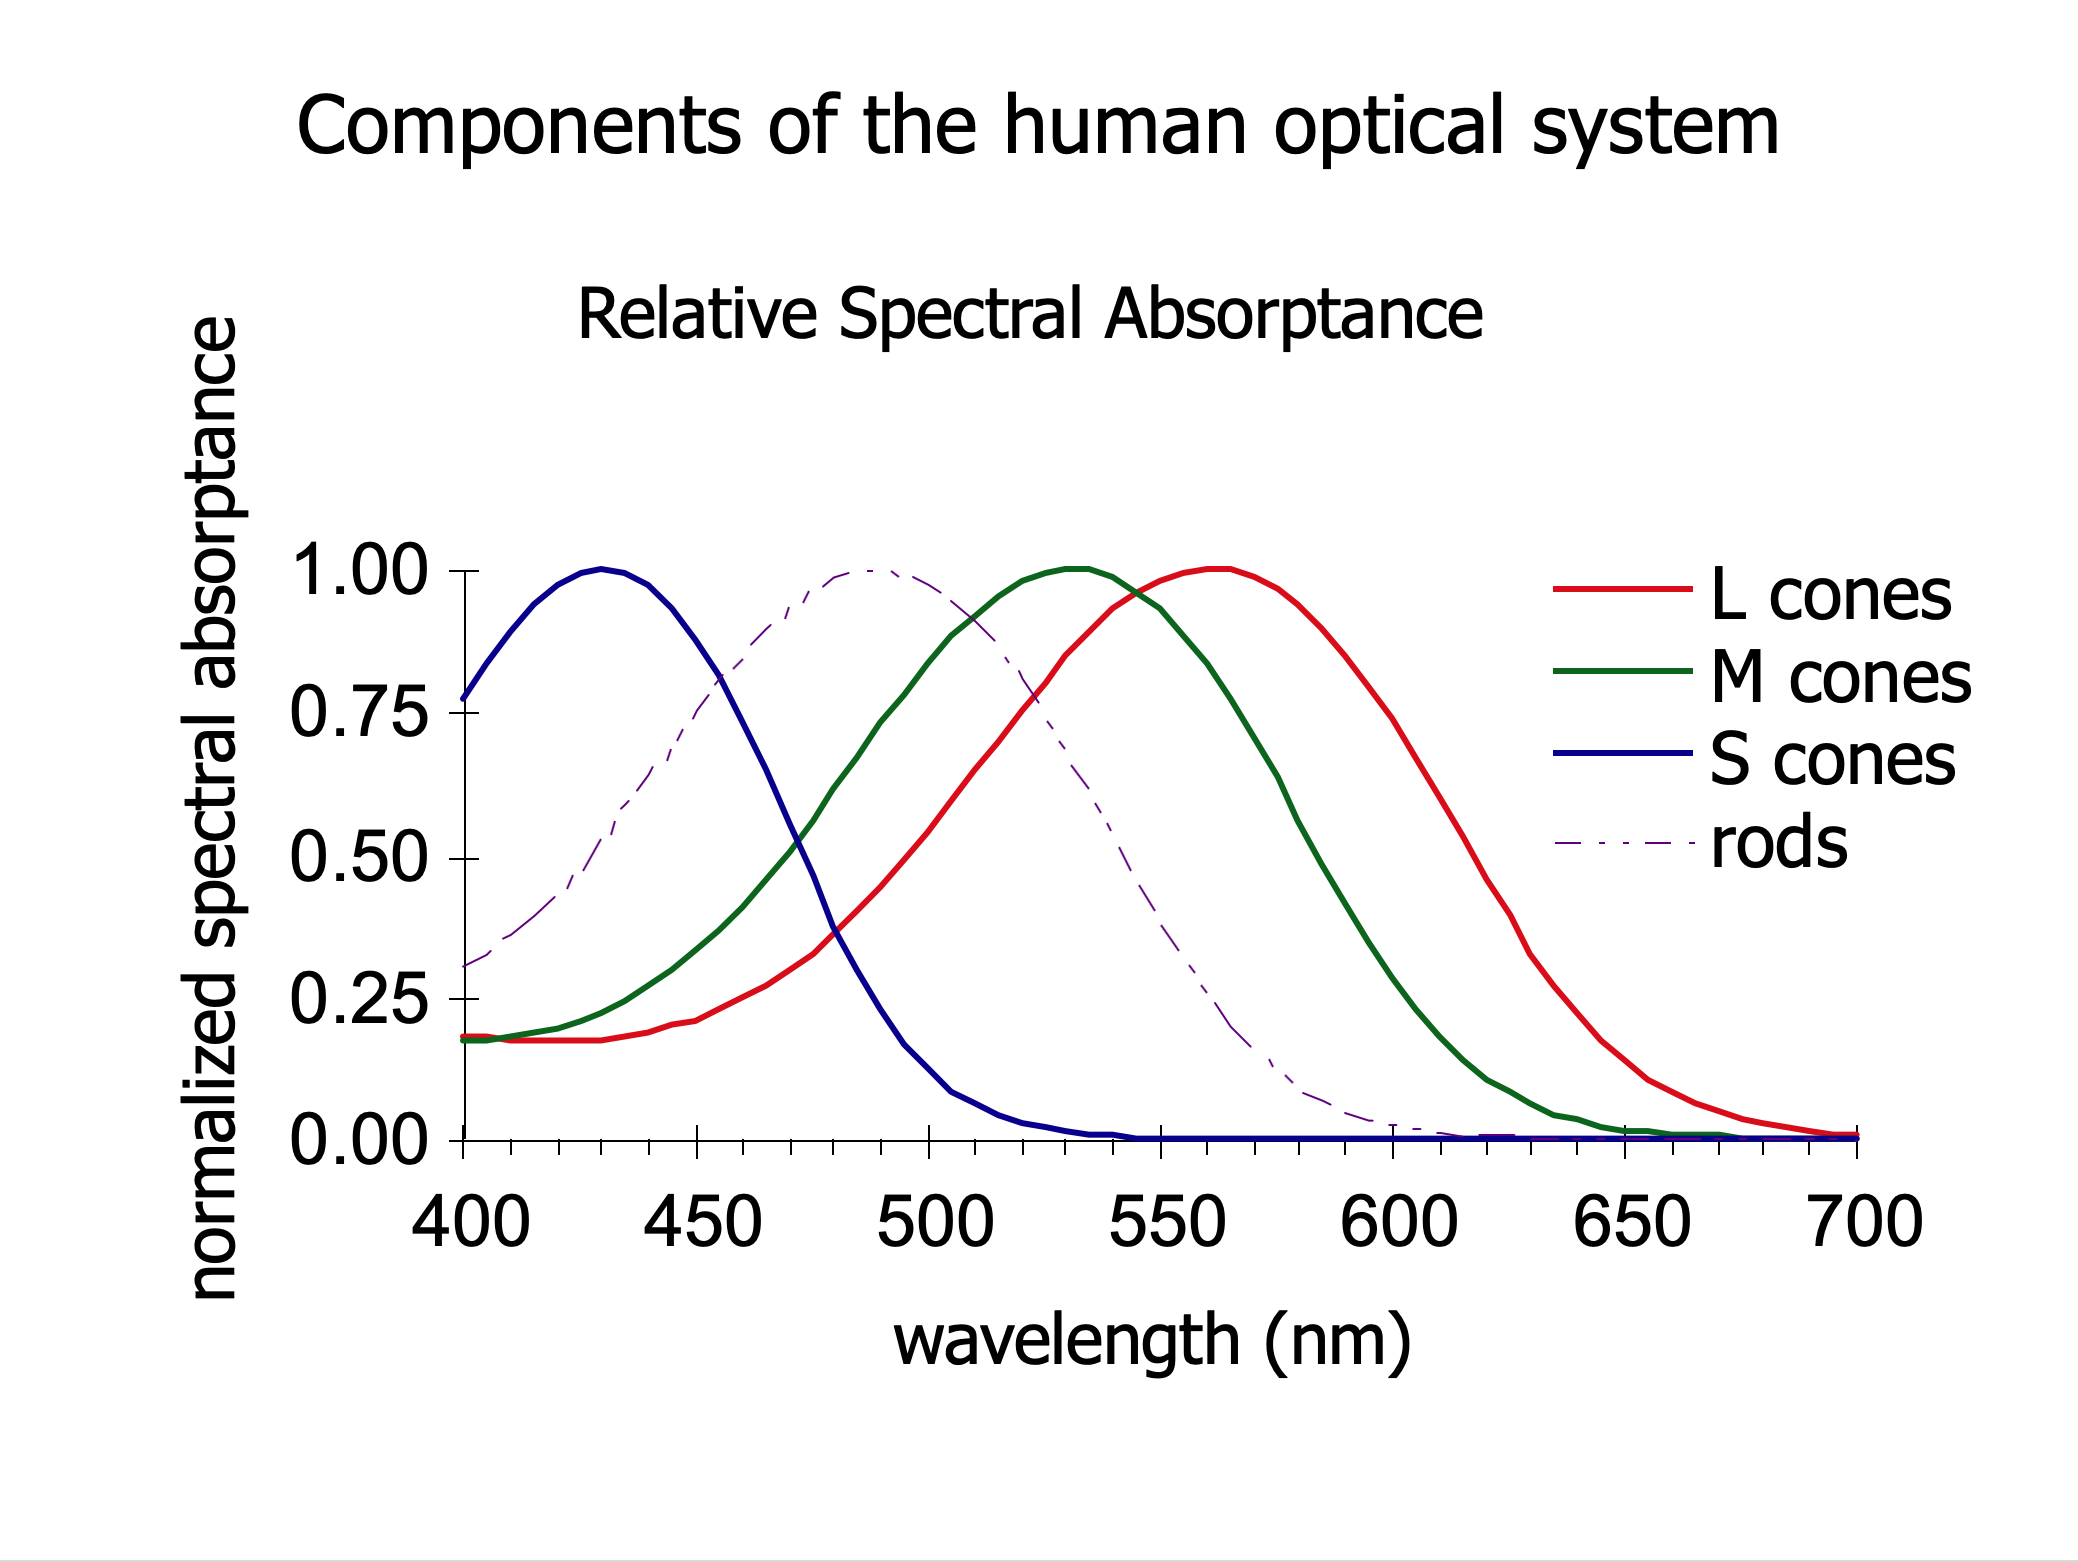 Components of the human optical system
Relative Spectral Absorptance
normalized spectral absorptance
1.00
0.75
0.50
0.25
0.00
L cones
M cones
S cones
rods
400 450 500 550 600 650 700
wavelength (nm)